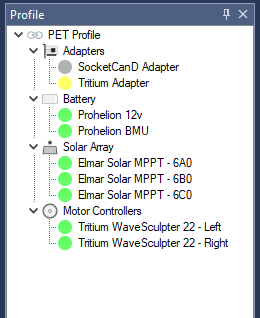 Profile
PET Profile
Adapters
SocketCanD Adapter
Tritium Adapter
Battery
Prohelion 12v
Prohelion BMU
Solar Array
Elmar Solar MPPT - 6A0
Elmar Solar MPPT - 6B0
Elmar Solar MPPT - 6C0
Motor Controllers
Tritium WaveSculpter 22 - Left
Tritium WaveSculpter 22 - Right